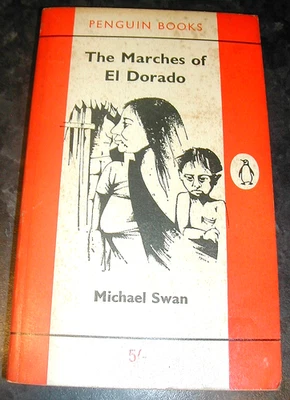 PENGUIN BOOKS
The Marches of
El Dorado
Michael Swan
5/-